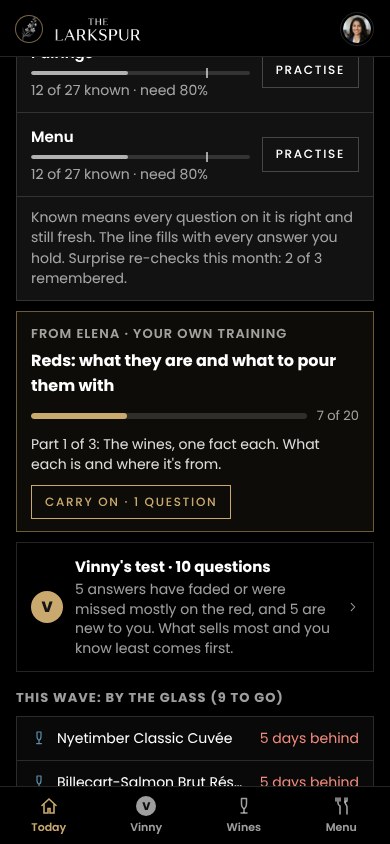 THE
LARKSPUR
Pairings
12 of 27 known · need 80%
PRACTISE
Menu
12 of 27 known · need 80%
PRACTISE
Known means every question on it is right and
still fresh. The line fills with every answer you
hold. Surprise re-checks this month: 2 of 3
remembered.
FROM ELENA · YOUR OWN TRAINING
Reds: what they are and what to pour
them with
7 of 20
Part 1 of 3: The wines, one fact each. What
each is and where it's from.
CARRY ON · 1 QUESTION
V
Vinny's test · 10 questions
5 answers have faded or were
missed mostly on the red, and 5 are
new to you. What sells most and you
know least comes first.
THIS WAVE: BY THE GLASS (9 TO GO)
Nyetimber Classic Cuvée
5 days behind
Billecart-Salmon Brut Rés…
5 days behind
Today
V
Vinny
Wines
Menu